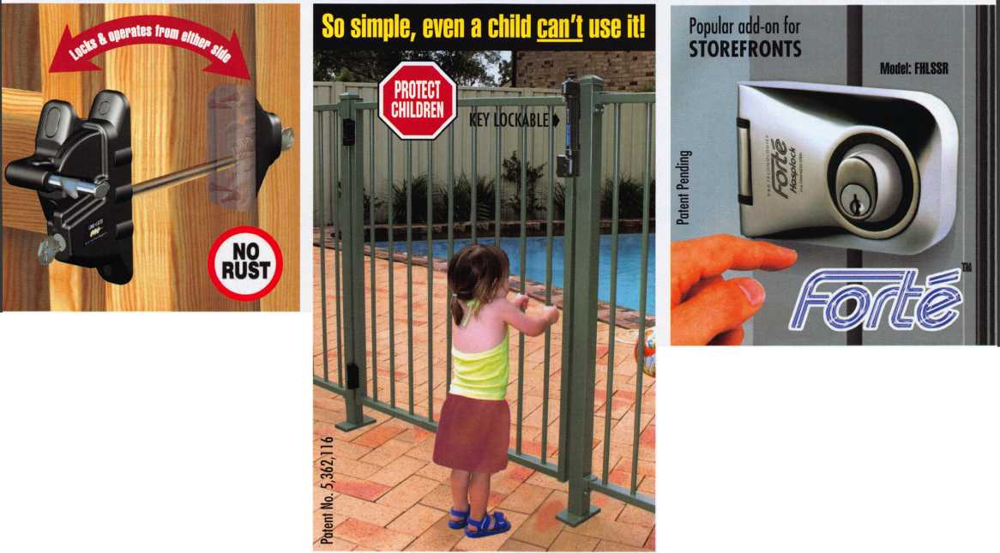 Locks & operates from either side
NO
RUST
So simple, even a child can't use it!
PROTECT
CHILDREN
KEY LOCKABLE
Patent No. 5,362,116
Popular add-on for
STOREFRONTS
Model: FHLSSR
Patent Pending
Forté
Hasplock
Forté™